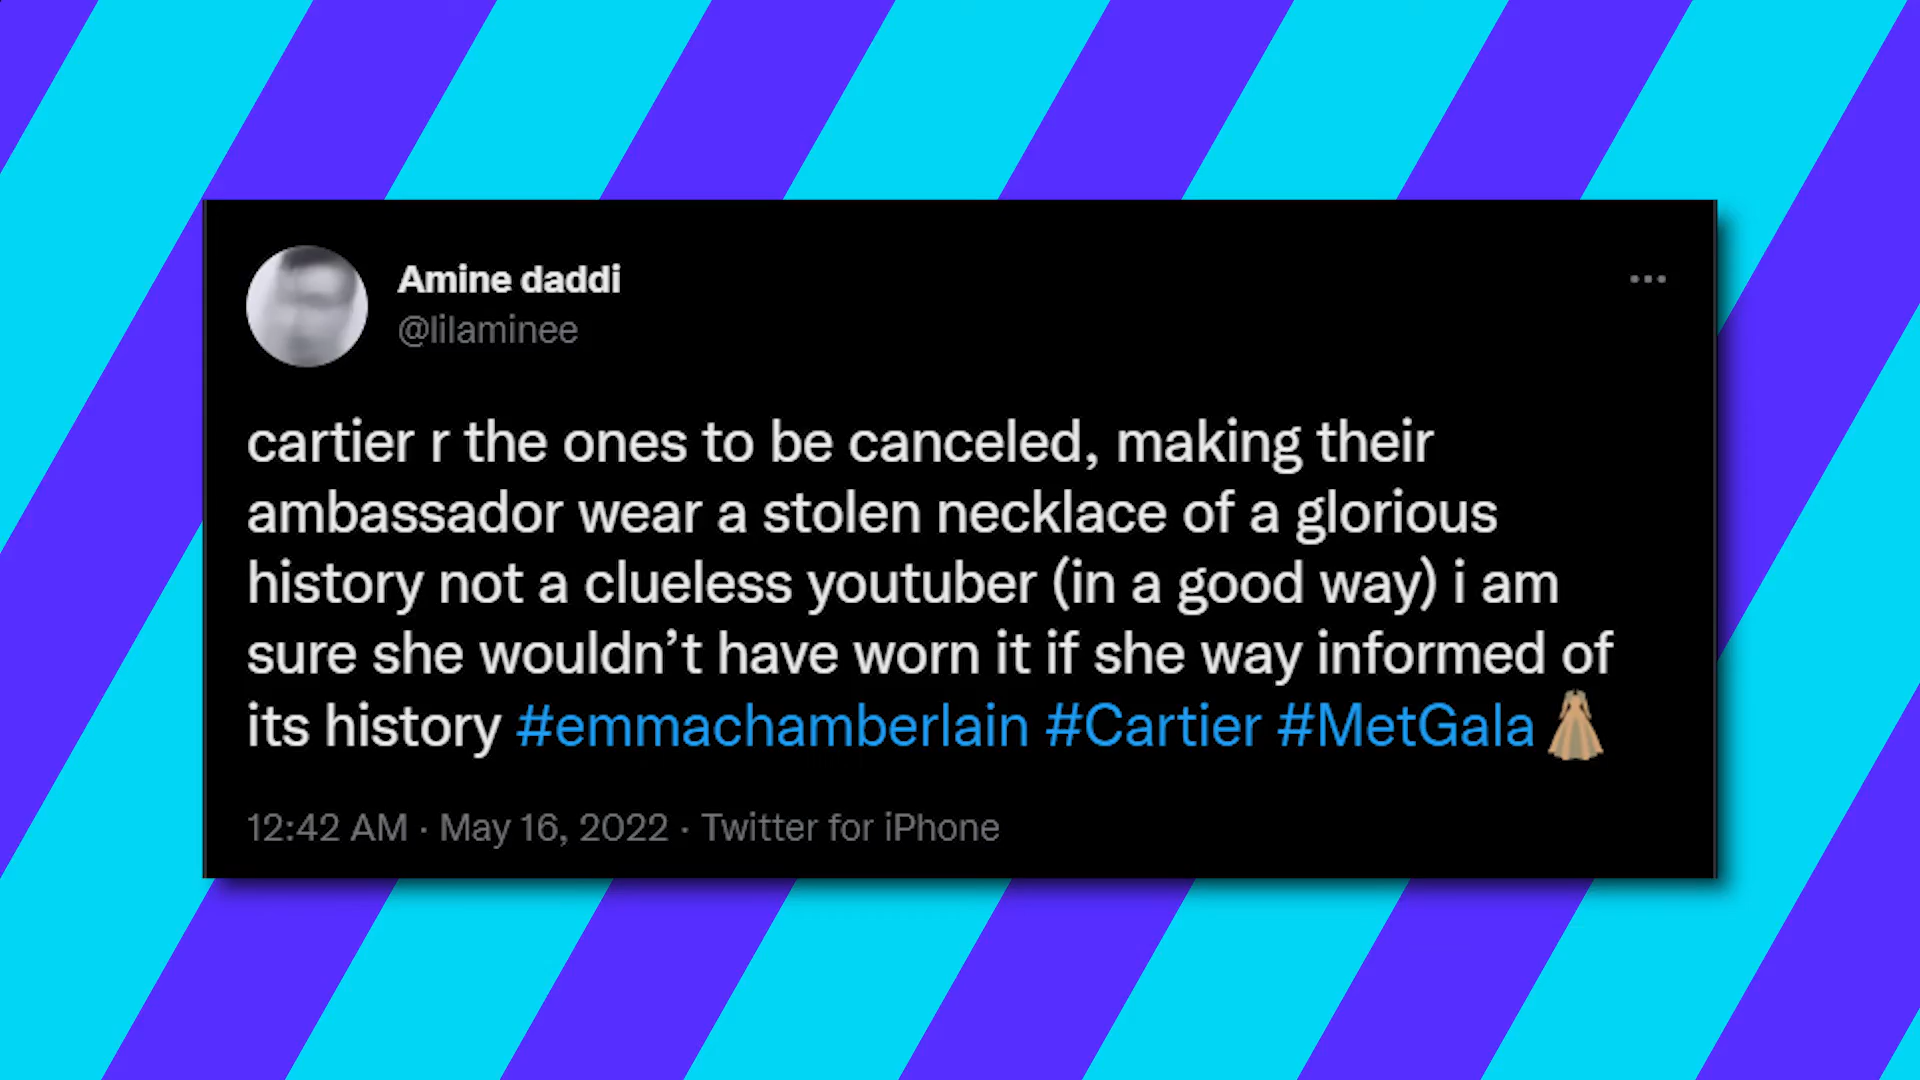 Amine daddi
@lilaminee
cartier r the ones to be canceled, making their
ambassador wear a stolen necklace of a glorious
history not a clueless youtuber (in a good way) i am
sure she wouldn’t have worn it if she way informed of
its history #emmachamberlain #Cartier #MetGala
12:42 AM · May 16, 2022 · Twitter for iPhone